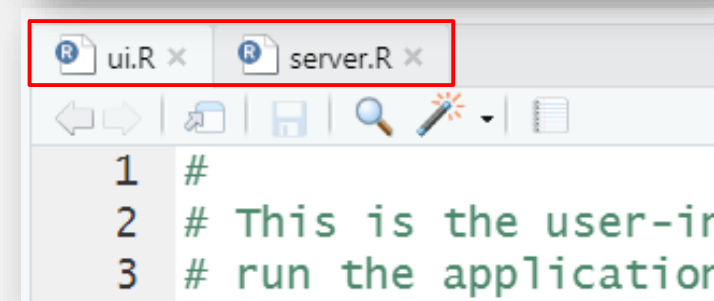 ui.R × server.R ×
1 #
2 # This is the user-in
3 # run the application